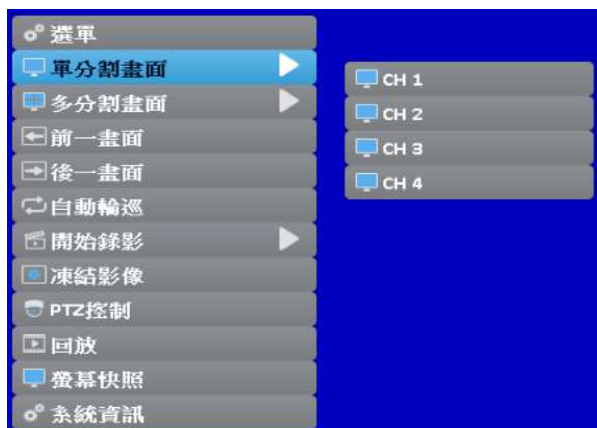 選單
單分割畫面
多分割畫面
前一畫面
後一畫面
自動輪巡
開始錄影
凍結影像
PTZ控制
回放
螢幕快照
系統資訊
CH 1
CH 2
CH 3
CH 4